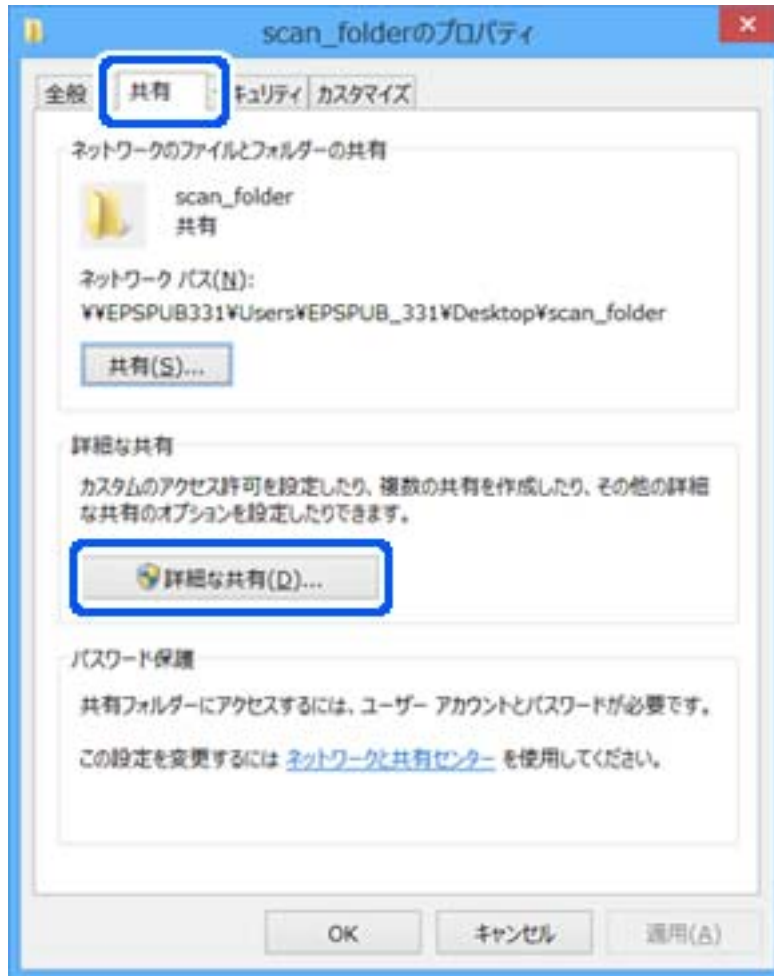 scan_folderのプロパティ
全般 共有 キュリティ カスタマイズ
ネットワークのファイルとフォルダーの共有
scan_folder
共有
ネットワーク パス(N):
¥¥EPSPUB331¥Users¥EPSPUB_331¥Desktop¥scan_folder
共有(S)...
詳細な共有
カスタムのアクセス許可を設定したり、複数の共有を作成したり、その他の詳細
な共有のオプションを設定したりできます。
詳細な共有(D)...
パスワード保護
共有フォルダーにアクセスするには、ユーザー アカウントとパスワードが必要です。
この設定を変更するには ネットワークと共有センター を使用してください。
OK キャンセル 適用(A)